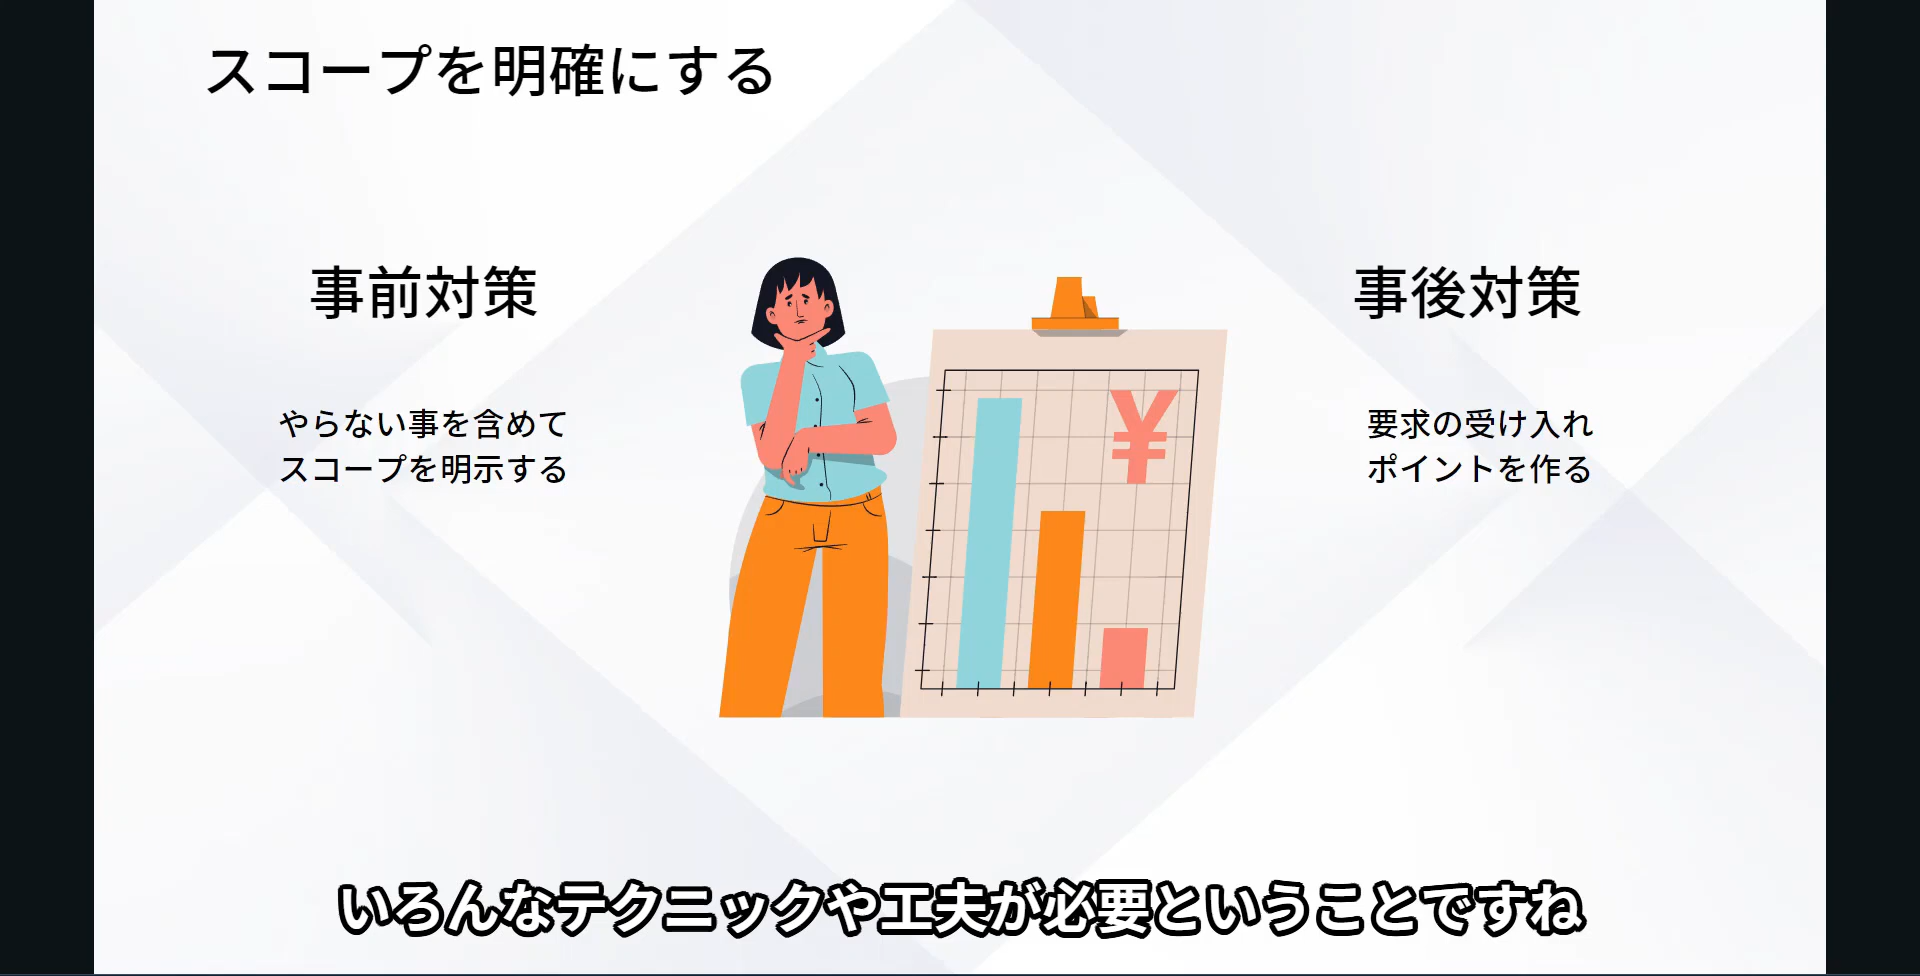 スコープを明確にする
事前対策
やらない事を含めて
スコープを明示する
¥
事後対策
要求の受け入れ
ポイントを作る
いろんなテクニックや工夫が必要ということですね